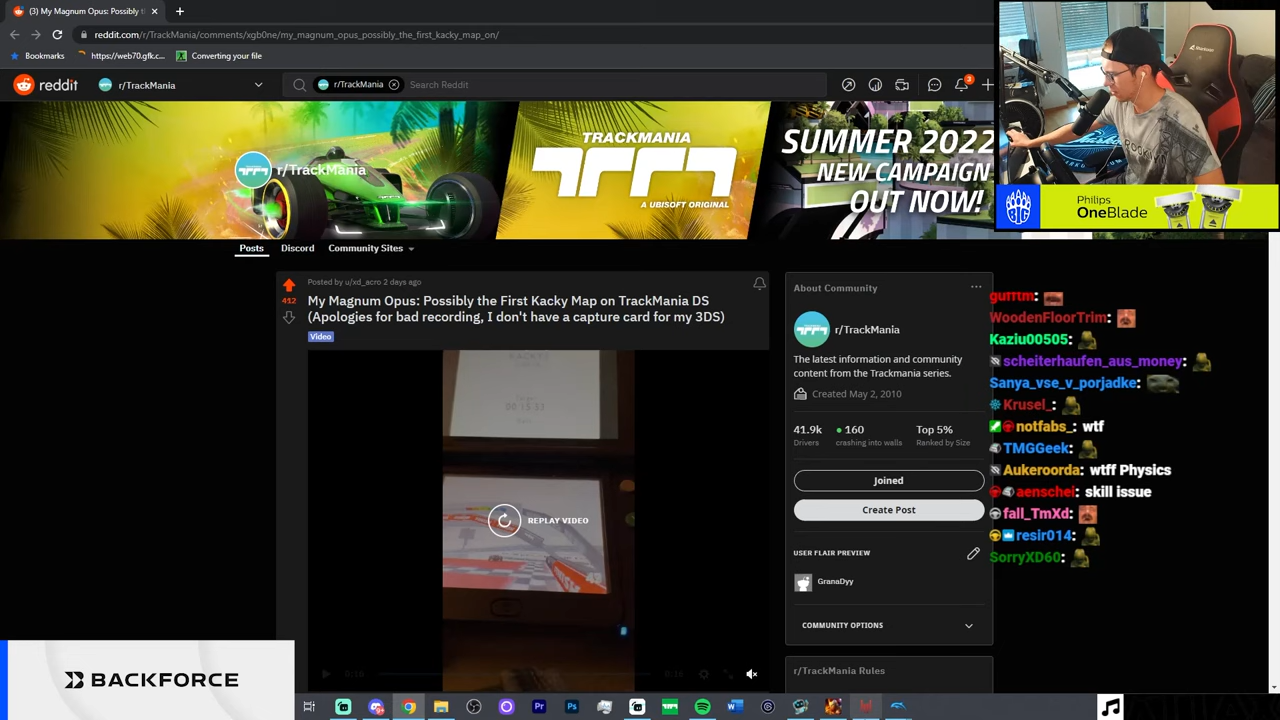 (3) My Magnum Opus: Possibly t
reddit.com/r/TrackMania/comments/xgb0ne/my_magnum_opus_possibly_the_first_kacky_map_on/
Bookmarks
https://web70.gfk.c...
Converting your file
reddit
r/TrackMania
r/TrackMania
Search Reddit
3
r/TrackMania
TRACKMANIA
A UBISOFT ORIGINAL
SUMMER 2022
NEW CAMPAIGN
OUT NOW!
Philips
OneBlade
Posts
Discord
Community Sites
Posted by u/xd_acro 2 days ago
412
My Magnum Opus: Possibly the First Kacky Map on TrackMania DS
(Apologies for bad recording, I don't have a capture card for my 3DS)
Video
REPLAY VIDEO
0:16
About Community
r/TrackMania
The latest information and community
content from the Trackmania series.
Created May 2, 2010
41.9k
160
Top 5%
Drivers
crashing into walls
Ranked by Size
Joined
Create Post
USER FLAIR PREVIEW
GranaDyy
COMMUNITY OPTIONS
r/TrackMania Rules
gufftm:
WoodenFloorTrim:
Kaziu00505:
scheiterhaufen_aus_money:
Sanya_vse_v_porjadke:
Krusel_:
notfabs_: wtf
TMGGeek:
Aukeroorda: wtff Physics
aenschei: skill issue
fall_TmXd:
resir014:
SorryXD60:
BACKFORCE